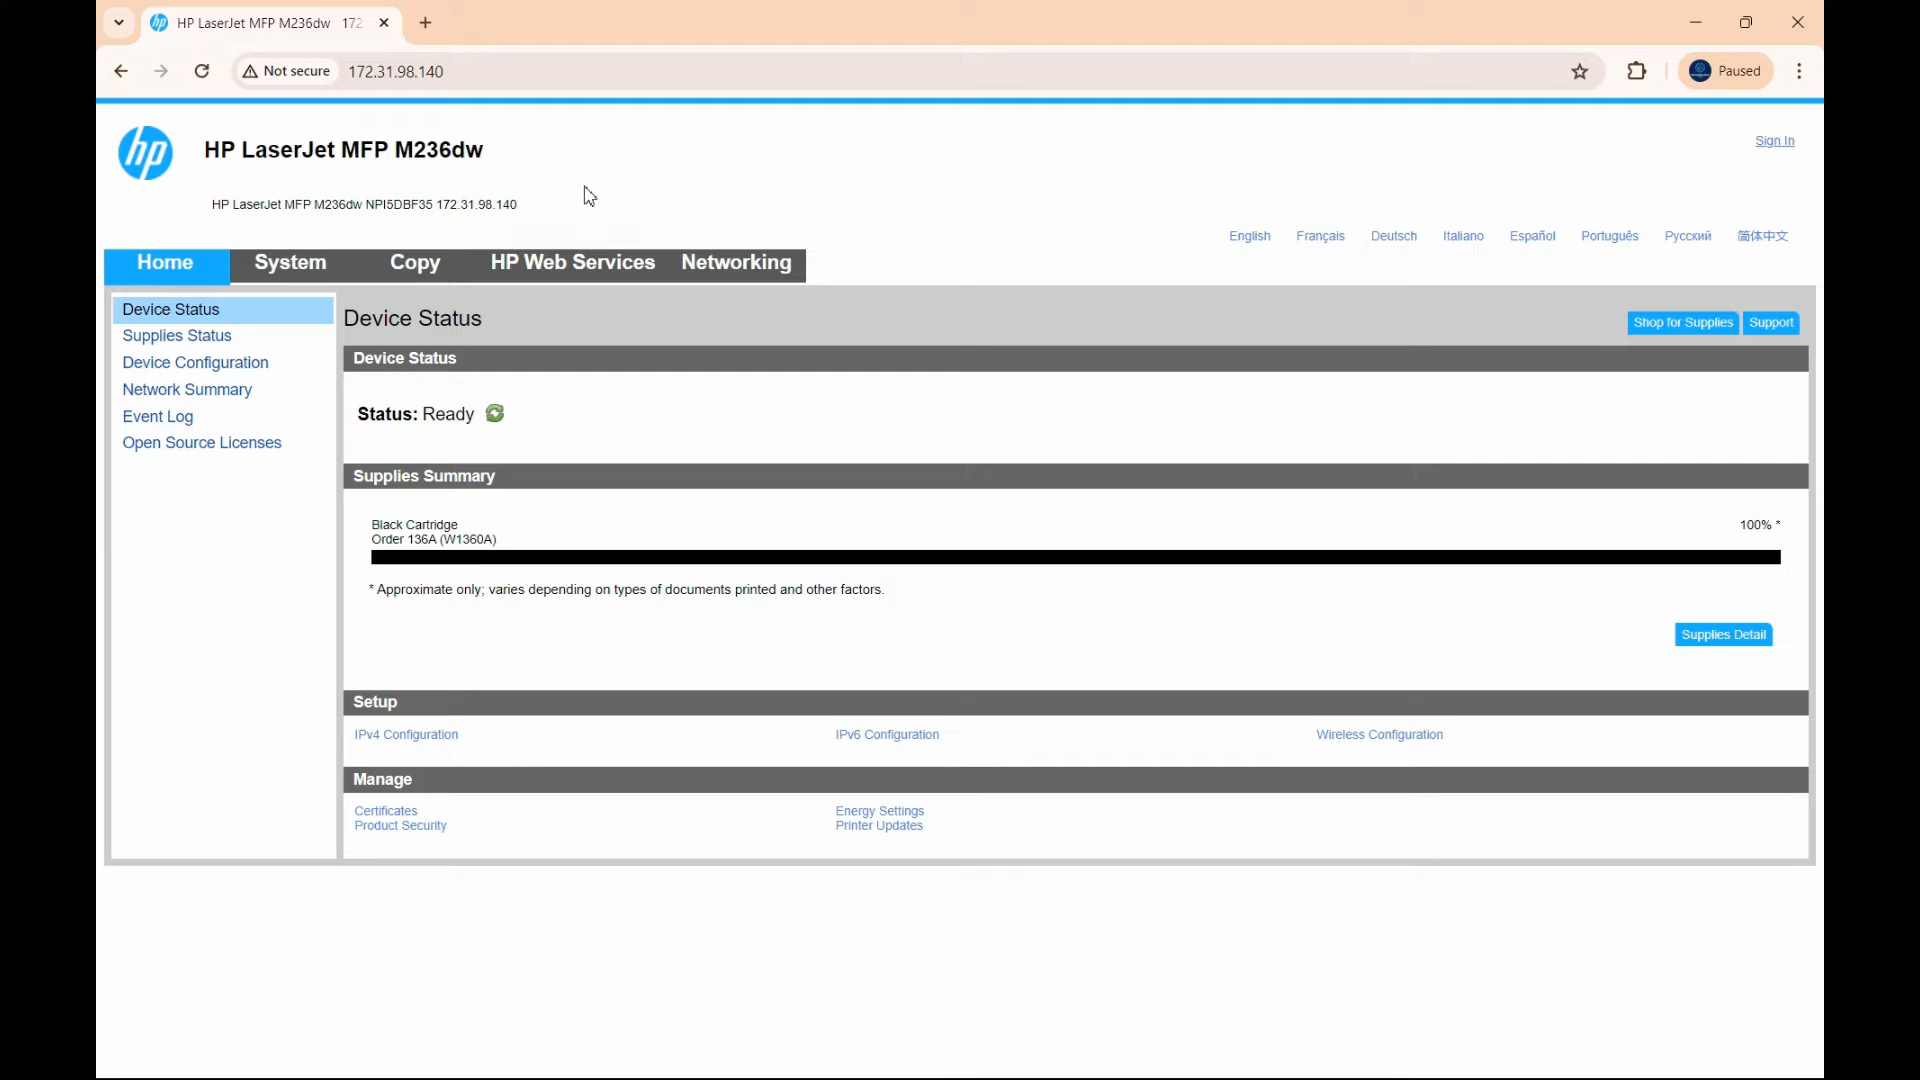 HP LaserJet MFP M236dw 172
Not secure 172.31.98.140 Paused
hp
HP LaserJet MFP M236dw
Sign In
HP LaserJet MFP M236dw NPI5DBF35 172.31.98.140
English Français Deutsch Italiano Español Português Русский 简体中文
Home System Copy HP Web Services Networking
Device Status
Supplies Status
Device Configuration
Network Summary
Event Log
Open Source Licenses
Device Status
Shop for Supplies Support
Device Status
Status: Ready
Supplies Summary
Black Cartridge 100% *
Order 136A (W1360A)
* Approximate only; varies depending on types of documents printed and other factors.
Supplies Detail
Setup
IPv4 Configuration IPv6 Configuration Wireless Configuration
Manage
Certificates Energy Settings
Product Security Printer Updates